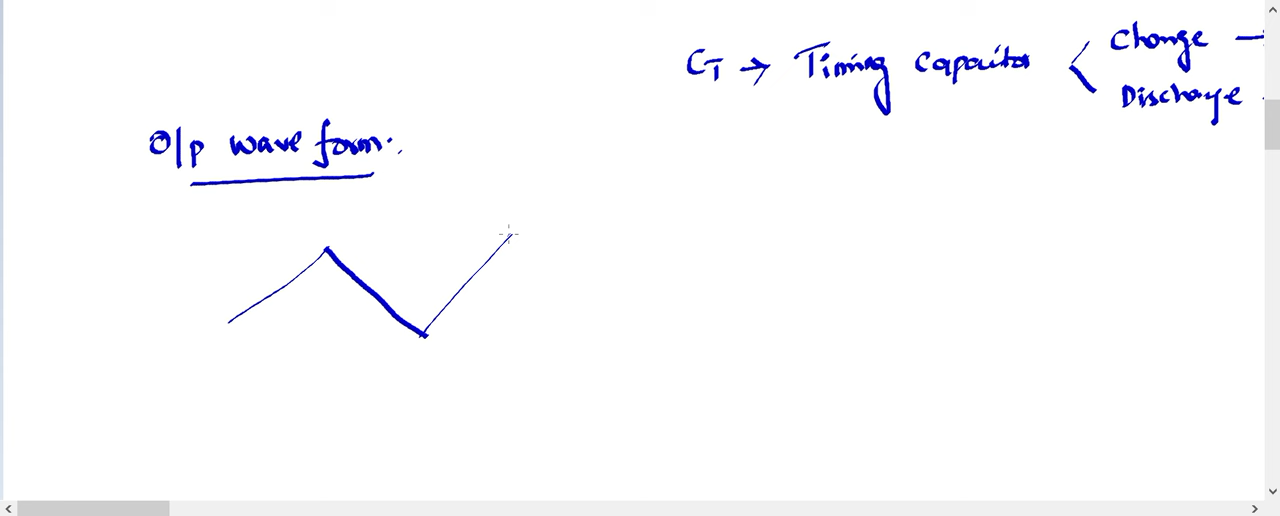 CT → Timing Capacitor < Charge →
Discharge
O/p wave form.